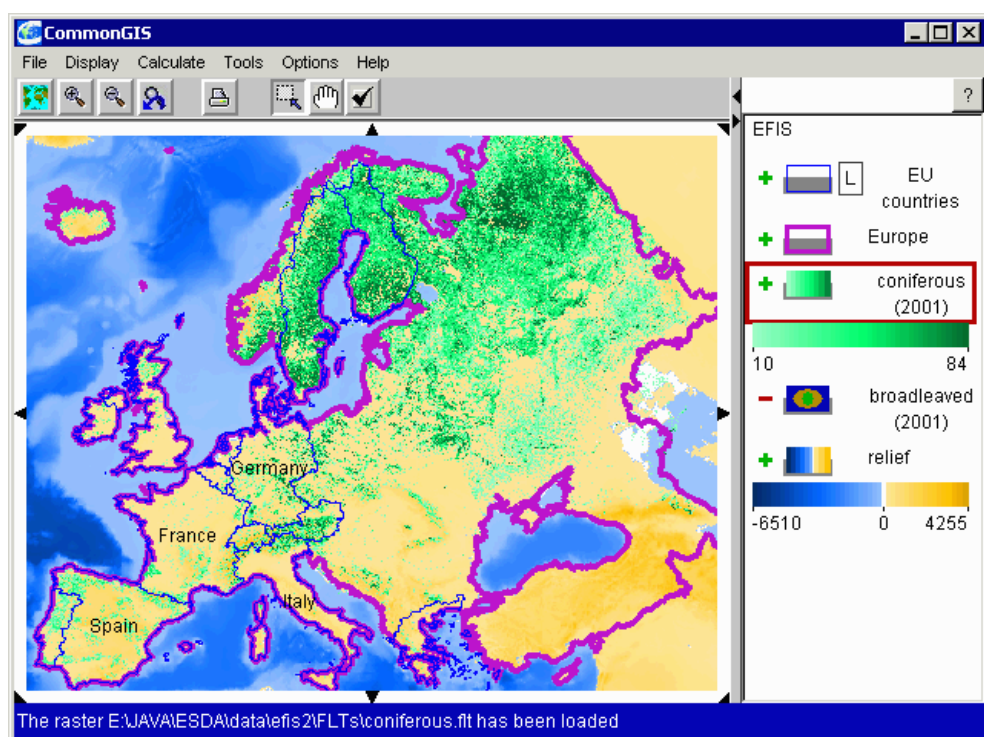 CommonGIS
File Display Calculate Tools Options Help
?
EFIS
L
EU
countries
Europe
coniferous
(2001)
10 84
broadleaved
(2001)
relief
-6510 0 4255
Germany
France
Italy
Spain
The raster E:\JAVA\ESDA\data\efis2\FLTs\coniferous.flt has been loaded